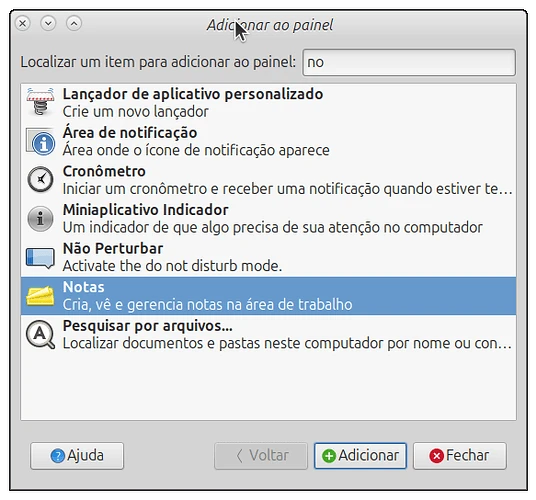 Adicionar ao painel
Localizar um item para adicionar ao painel: no
Lançador de aplicativo personalizado
Crie um novo lançador
Área de notificação
Área onde o ícone de notificação aparece
Cronômetro
Iniciar um cronômetro e receber uma notificação quando estiver te...
Miniaplicativo Indicador
Um indicador de que algo precisa de sua atenção no computador
Não Perturbar
Activate the do not disturb mode.
Notas
Cria, vê e gerencia notas na área de trabalho
Pesquisar por arquivos...
Localizar documentos e pastas neste computador por nome ou con...
Ajuda Voltar Adicionar Fechar